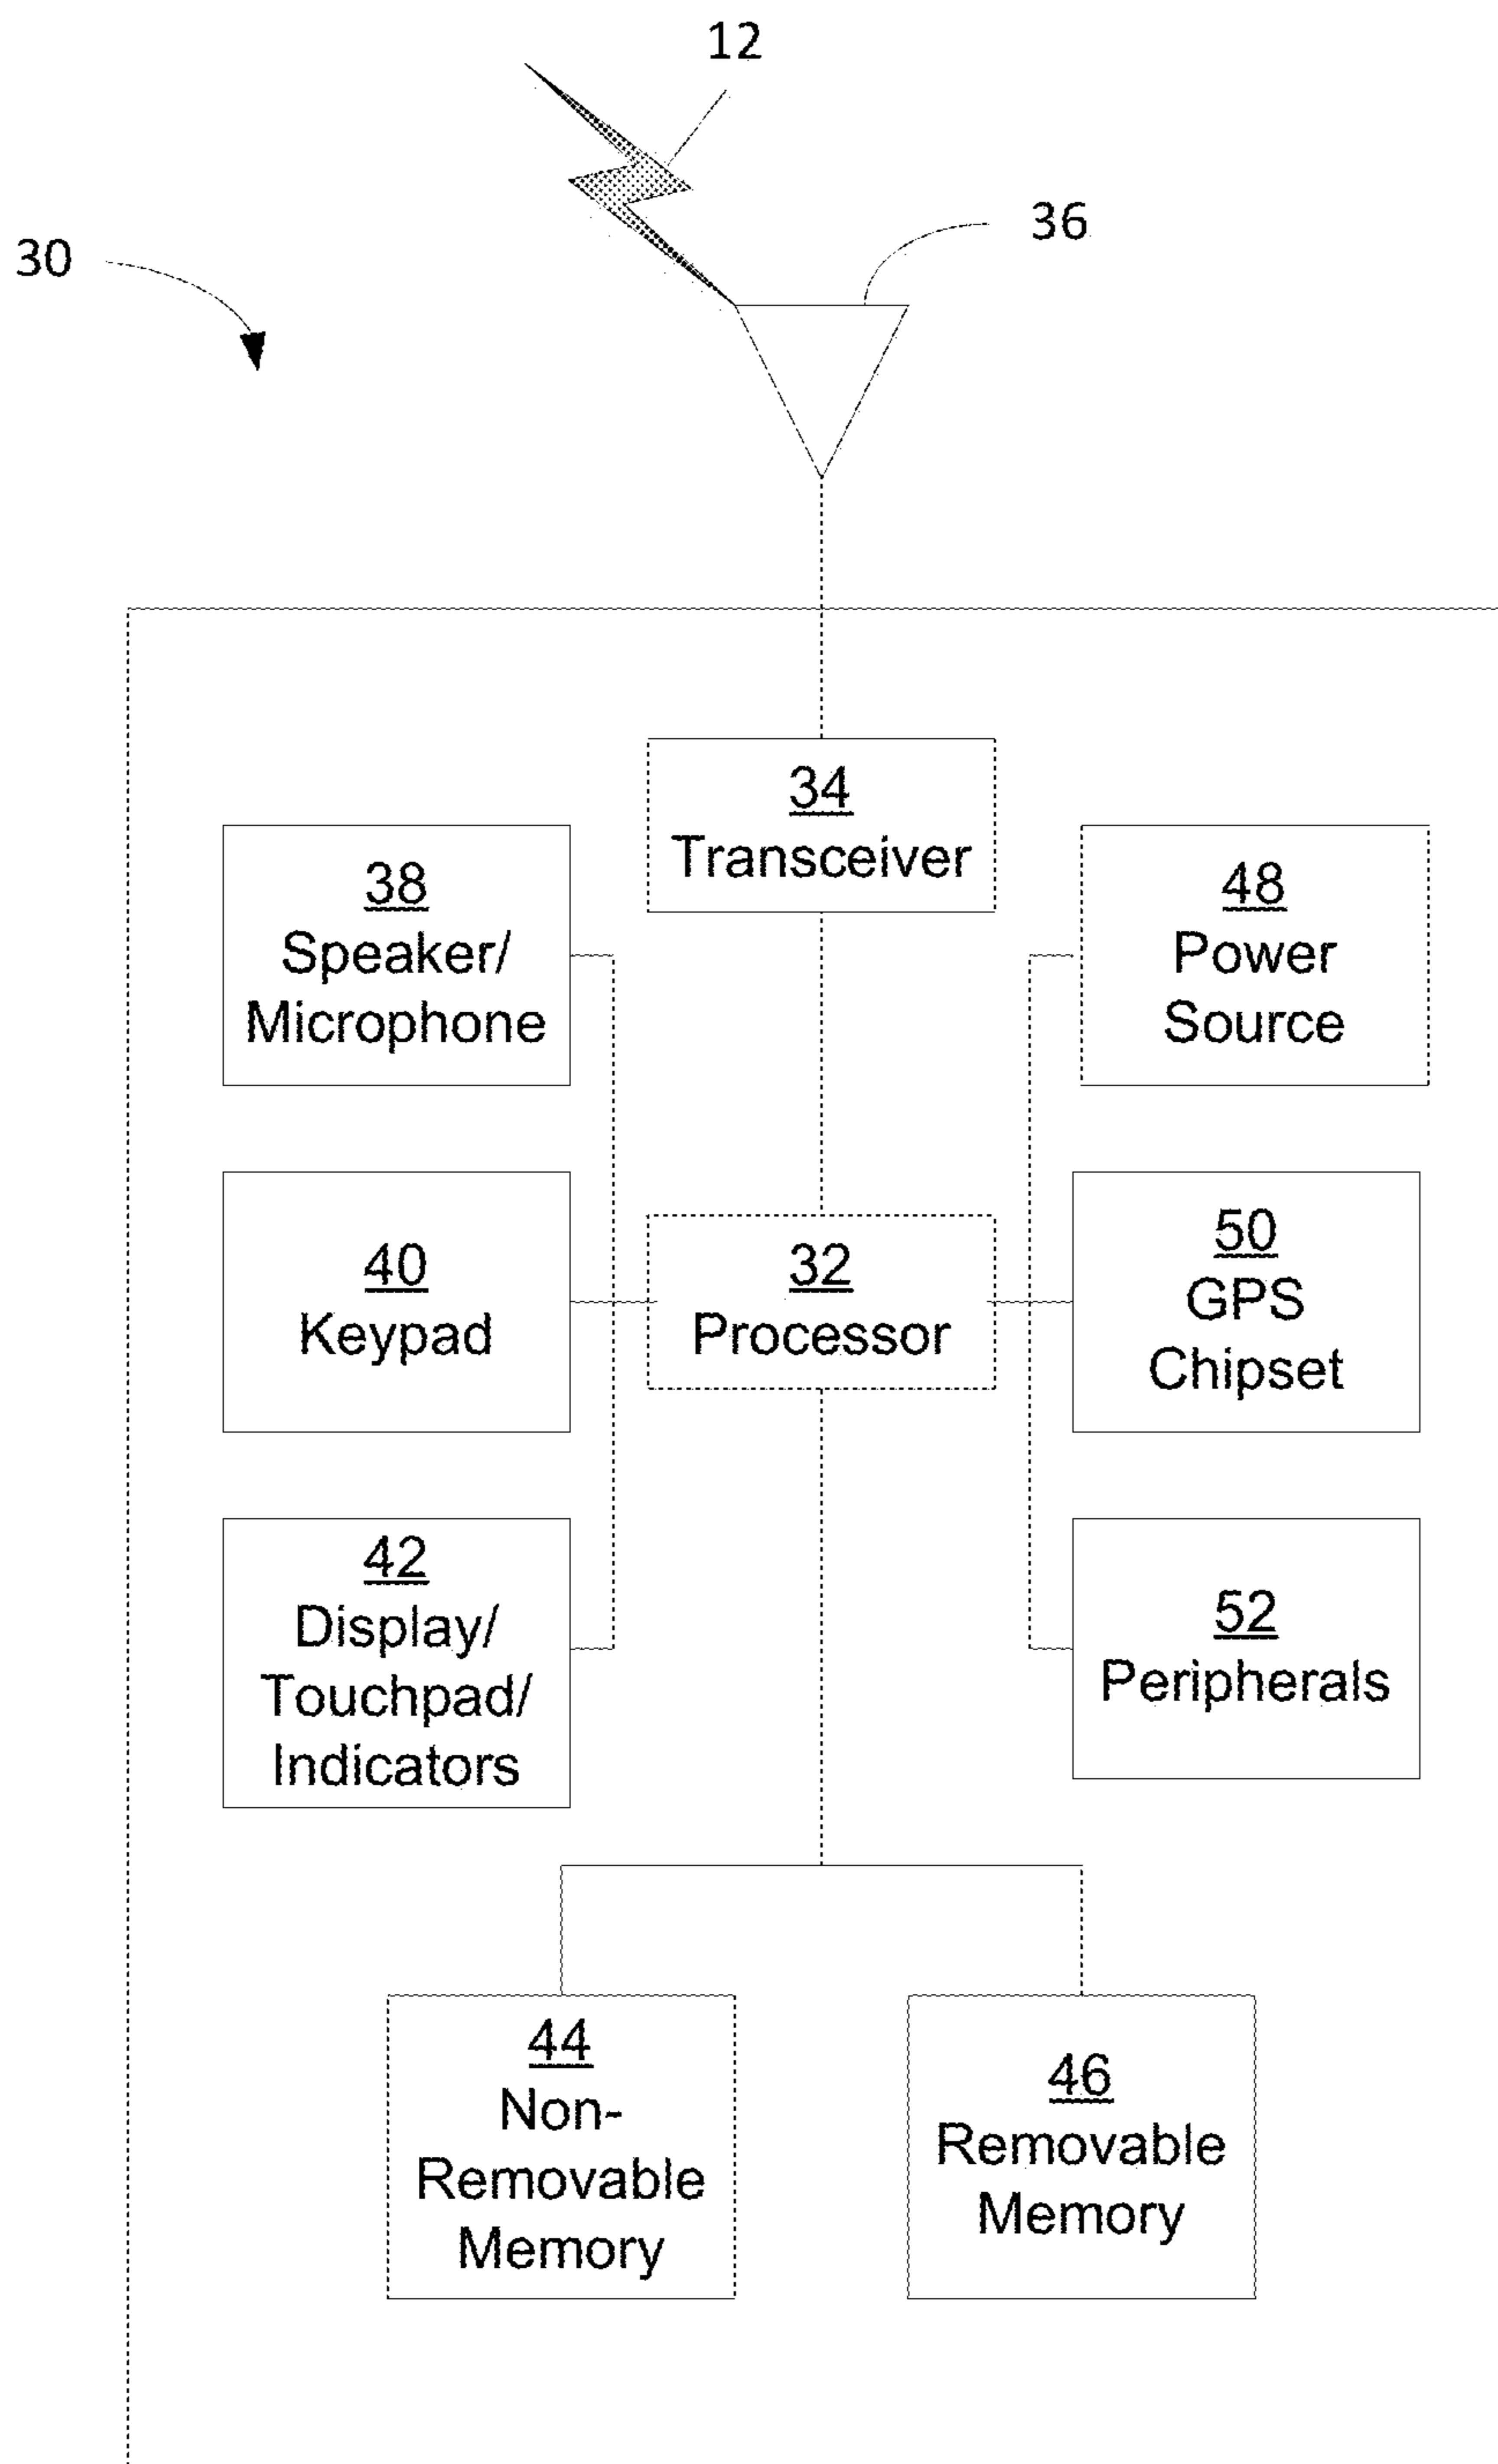 12
36
30
34
Transceiver
38
Speaker/
Microphone
48
Power
Source
40
Keypad
32
Processor
50
GPS
Chipset
42
Display/
Touchpad/
Indicators
52
Peripherals
44
Non-
Removable
Memory
46
Removable
Memory